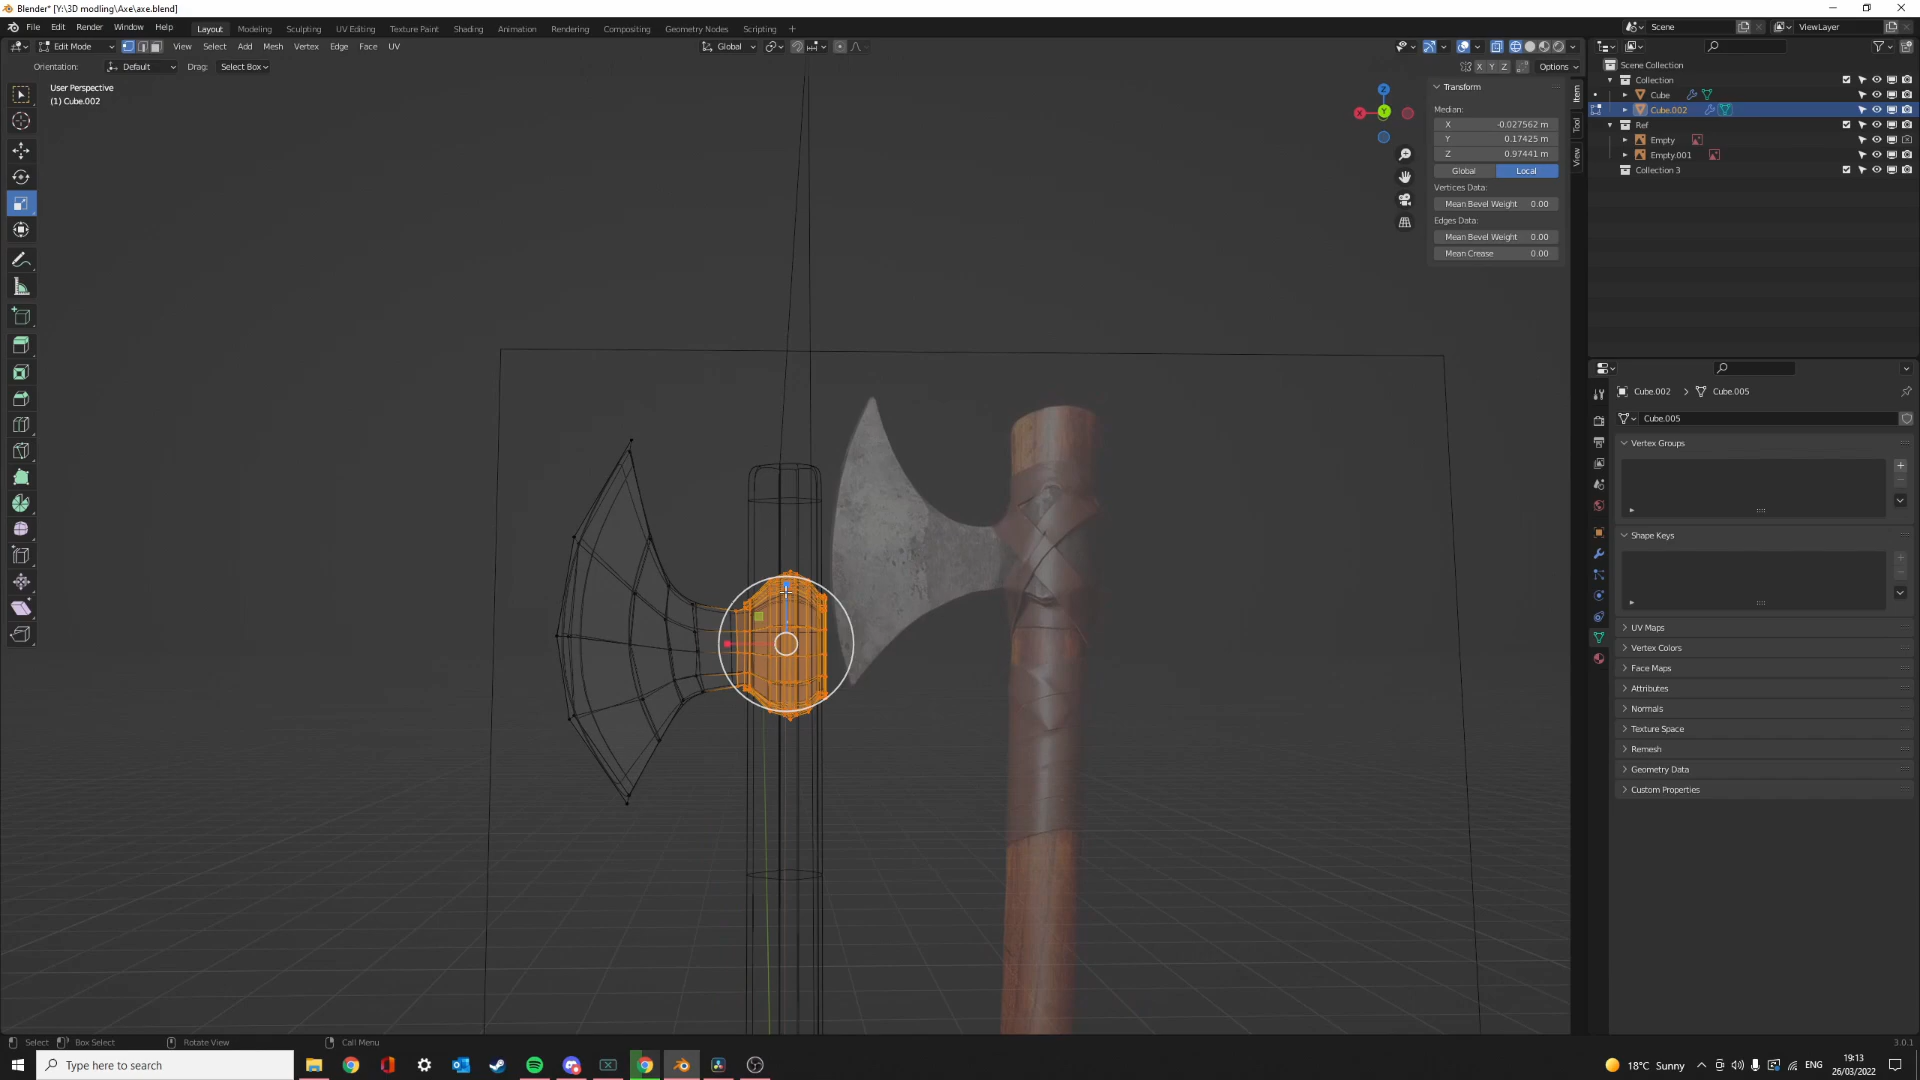 Blender* [Y:\3D modling\Axe\axe.blend]
File Edit Render Window Help Layout Modeling Sculpting UV Editing Texture Paint Shading Animation Rendering Compositing Geometry Nodes Scripting + Scene ViewLayer
Edit Mode View Select Add Mesh Vertex Edge Face UV Global
Orientation: Default Drag: Select Box X Y Z Options
User Perspective
(1) Cube.002
Transform
Median:
X -0.027562 m
Y 0.17425 m
Z 0.97441 m
Global Local
Vertices Data:
Mean Bevel Weight 0.00
Edges Data:
Mean Bevel Weight 0.00
Mean Crease 0.00
Item
Tool
View
Z
Y
X
Scene Collection
Collection
Cube
Cube.002
Ref
Empty
Empty.001
Collection 3
Cube.002 > Cube.005
Cube.005
Vertex Groups
Shape Keys
UV Maps
Vertex Colors
Face Maps
Attributes
Normals
Texture Space
Remesh
Geometry Data
Custom Properties
Select Box Select Rotate View Call Menu 3.0.1
Type here to search
18°C Sunny ENG
19:13
26/03/2022